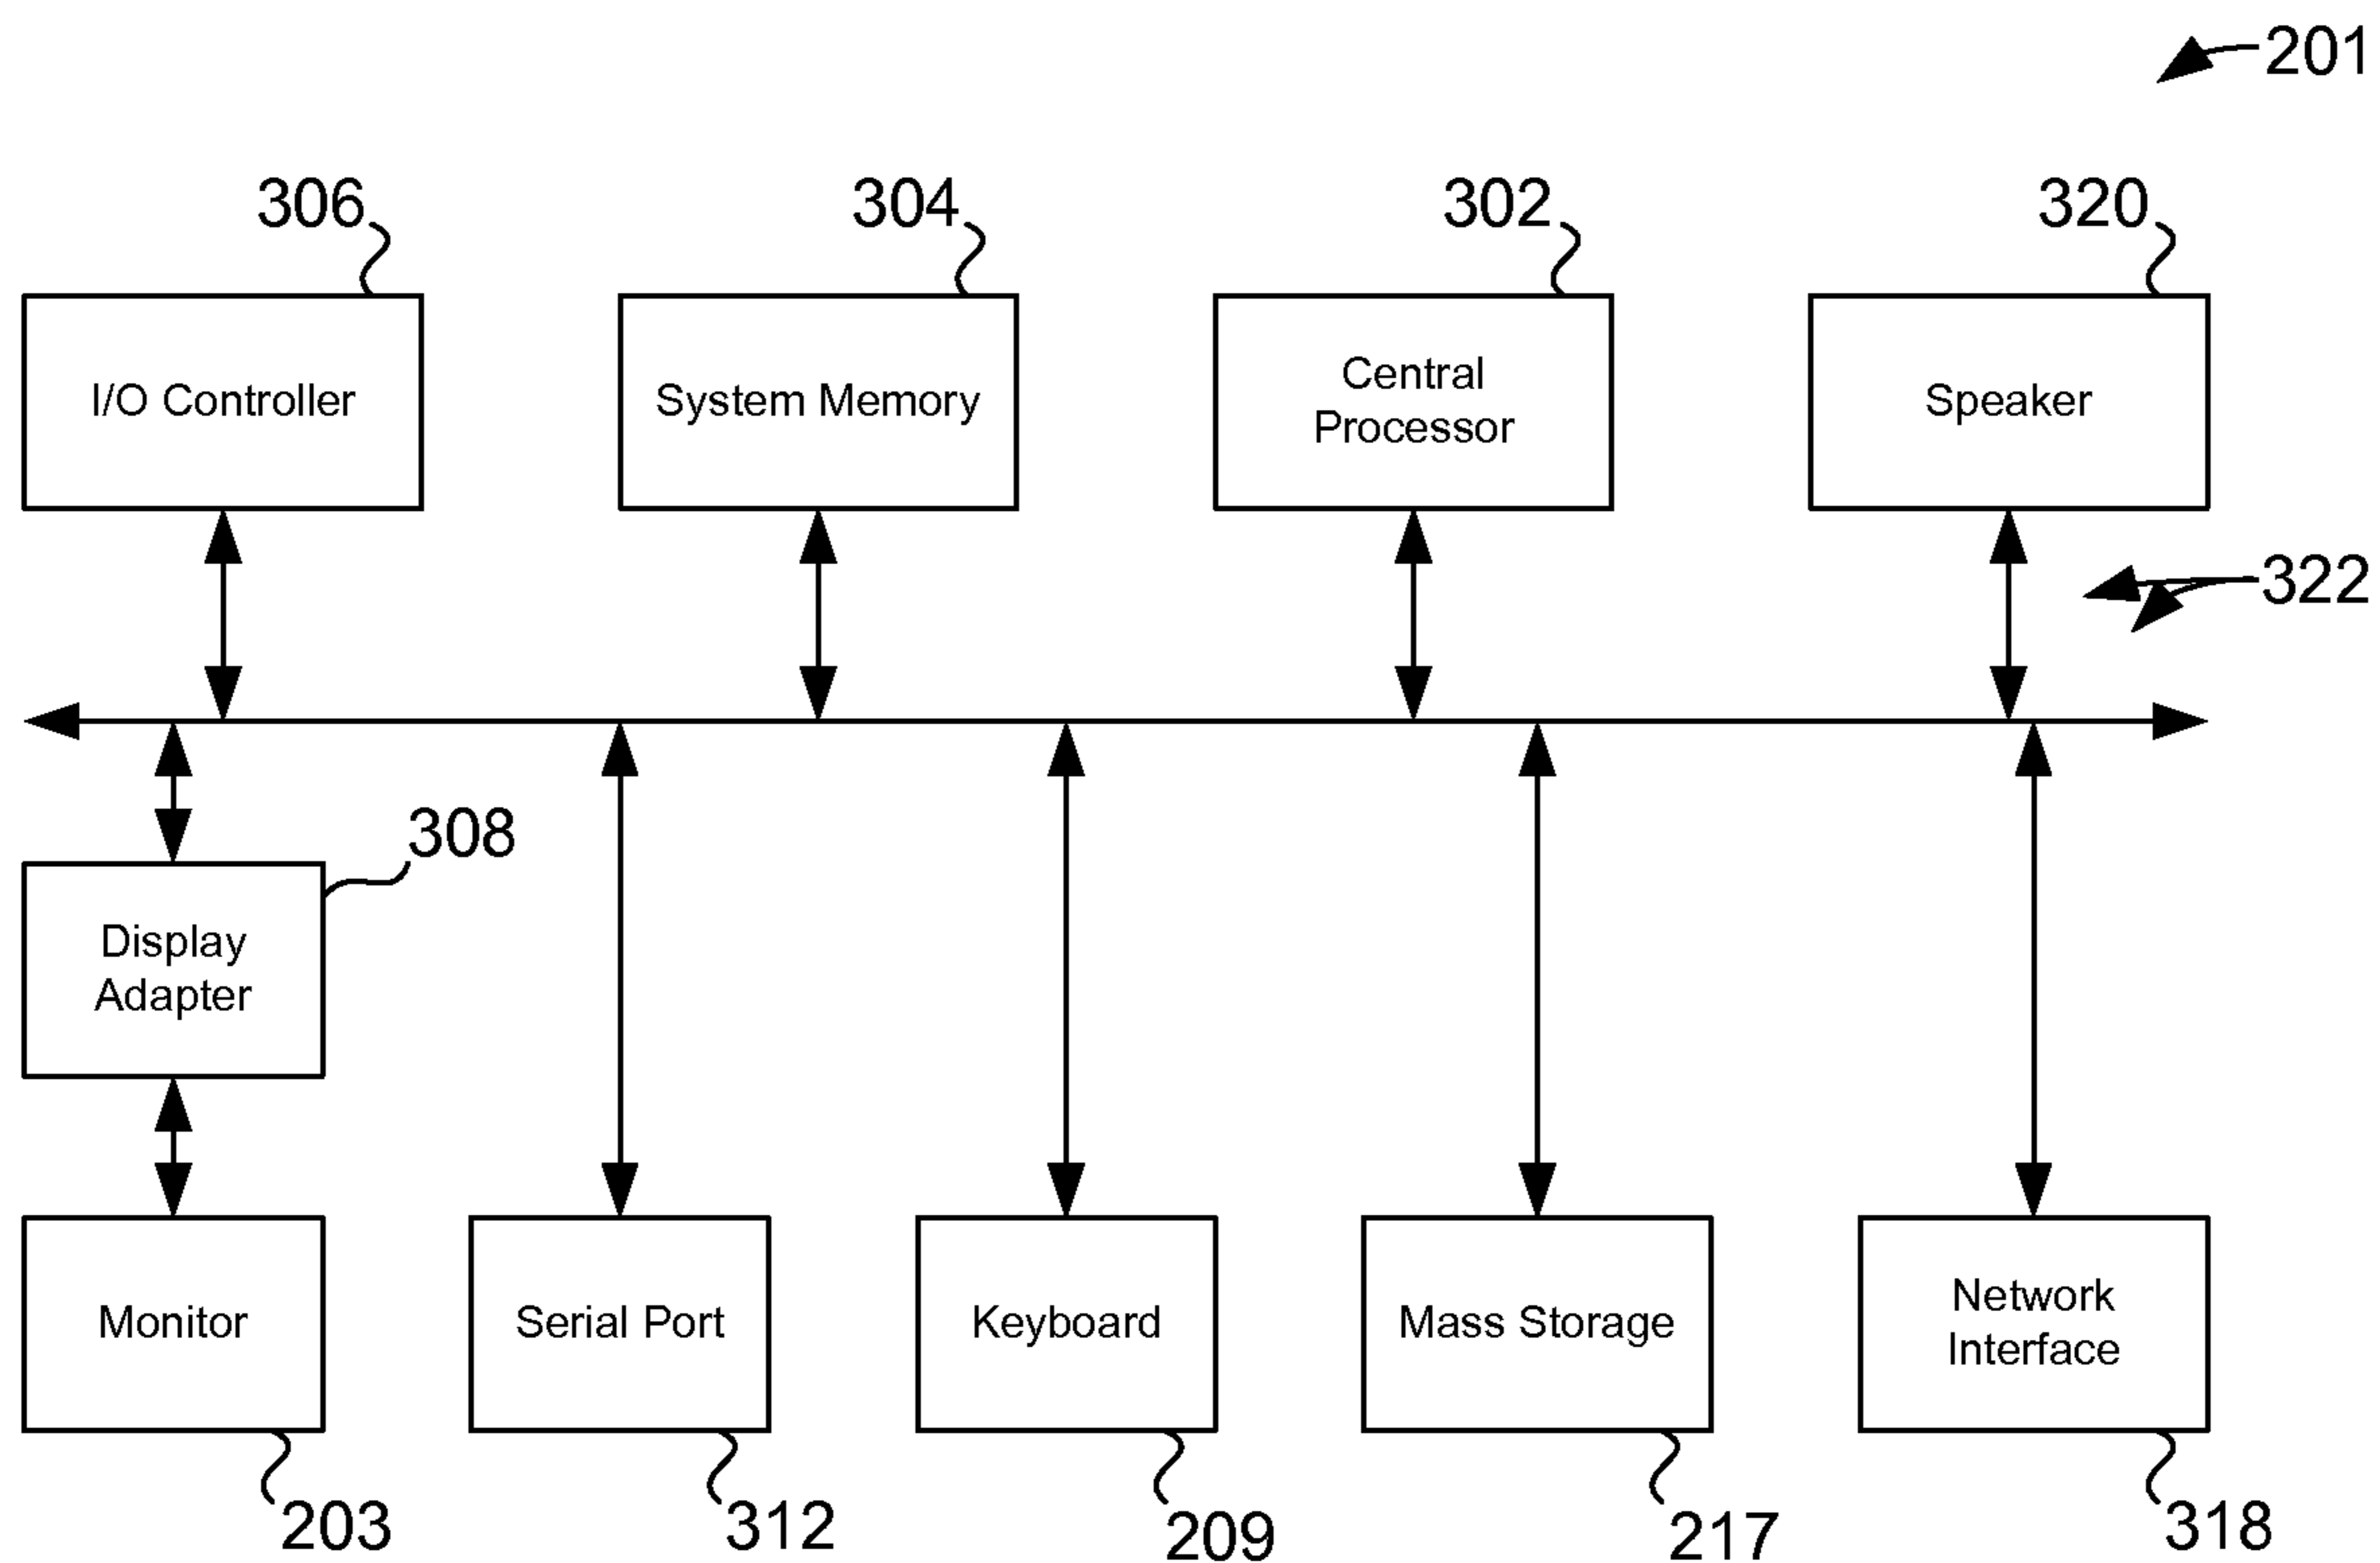 201
306
304
302
320
I/O Controller
System Memory
Central
Processor
Speaker
322
308
Display
Adapter
Monitor
Serial Port
Keyboard
Mass Storage
Network
Interface
203
312
209
217
318